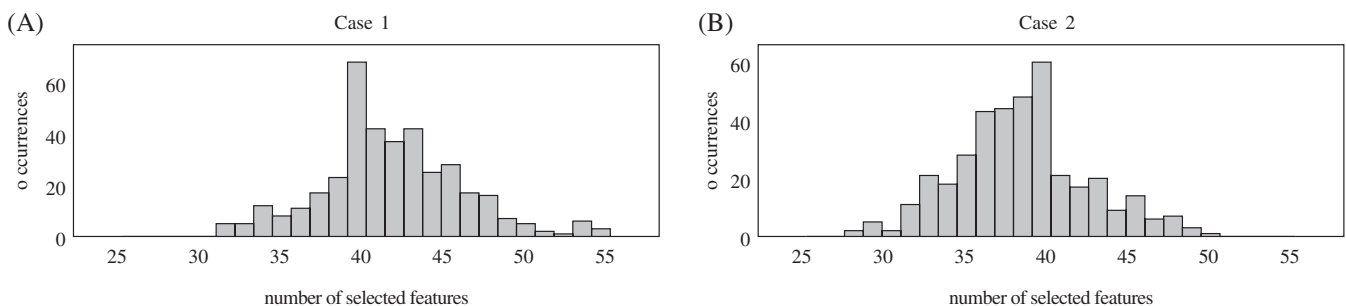 (A)
Case 1
60
40
20
0
o ccurrences
25 30 35 40 45 50 55
number of selected features
(B)
Case 2
60
40
20
0
o ccurrences
25 30 35 40 45 50 55
number of selected features